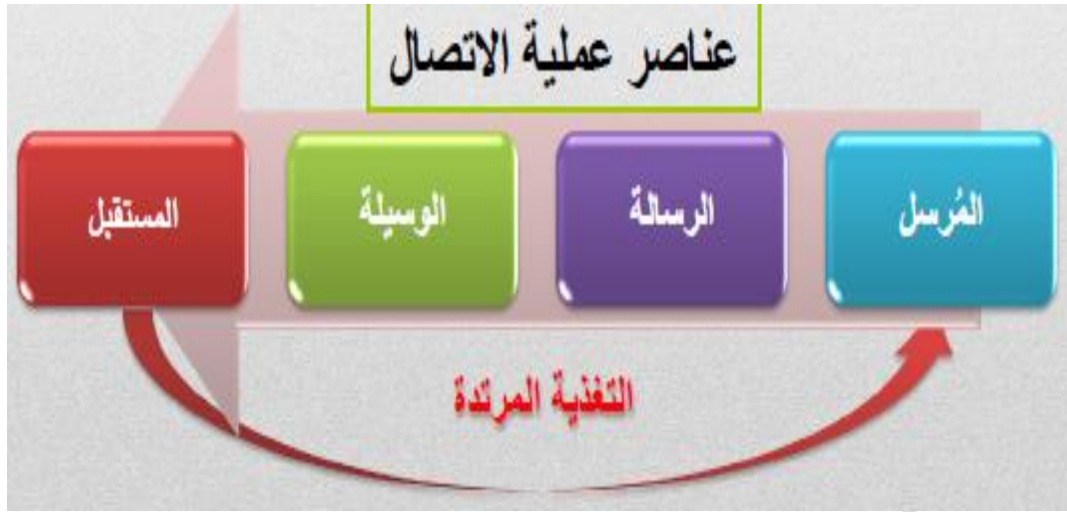 عناصر عملية الاتصال
المُرسل
الرسالة
الوسيلة
المستقبل
التغذية المرتدة